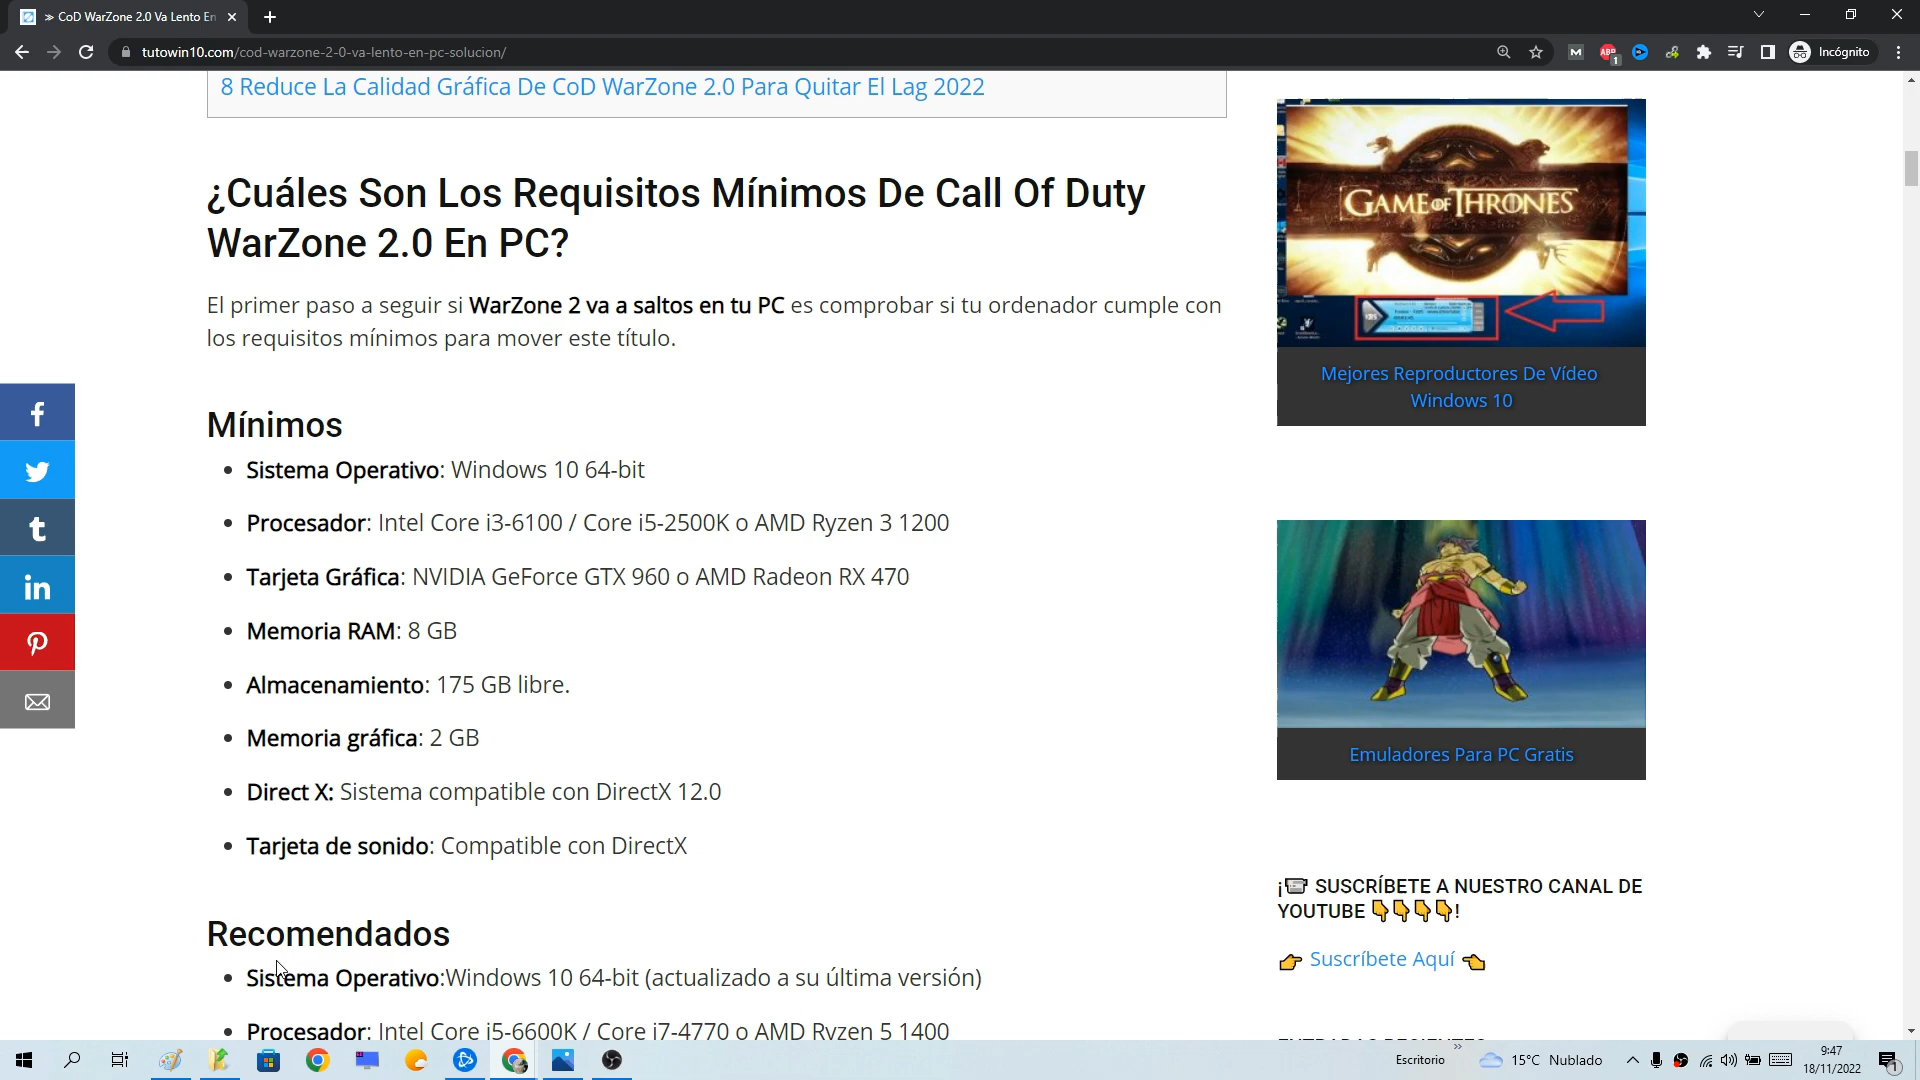 ≫ CoD WarZone 2.0 Va Lento En
tutowin10.com/cod-warzone-2-0-va-lento-en-pc-solucion/
ABP
1
Incógnito
8 Reduce La Calidad Gráfica De CoD WarZone 2.0 Para Quitar El Lag 2022
¿Cuáles Son Los Requisitos Mínimos De Call Of Duty
WarZone 2.0 En PC?
El primer paso a seguir si WarZone 2 va a saltos en tu PC es comprobar si tu ordenador cumple con
los requisitos mínimos para mover este título.
Mínimos
Sistema Operativo: Windows 10 64-bit
Procesador: Intel Core i3-6100 / Core i5-2500K o AMD Ryzen 3 1200
Tarjeta Gráfica: NVIDIA GeForce GTX 960 o AMD Radeon RX 470
Memoria RAM: 8 GB
Almacenamiento: 175 GB libre.
Memoria gráfica: 2 GB
Direct X: Sistema compatible con DirectX 12.0
Tarjeta de sonido: Compatible con DirectX
Recomendados
Sistema Operativo:Windows 10 64-bit (actualizado a su última versión)
Procesador: Intel Core i5-6600K / Core i7-4770 o AMD Ryzen 5 1400
GAME OF THRONES
Mejores Reproductores De Vídeo
Windows 10
Emuladores Para PC Gratis
¡📨 SUSCRÍBETE A NUESTRO CANAL DE
YOUTUBE 👇👇👇👇!
👉 Suscríbete Aquí 👈
ENTRADAS RECIENTES
Escritorio
15°C Nublado
9:47
18/11/2022
1